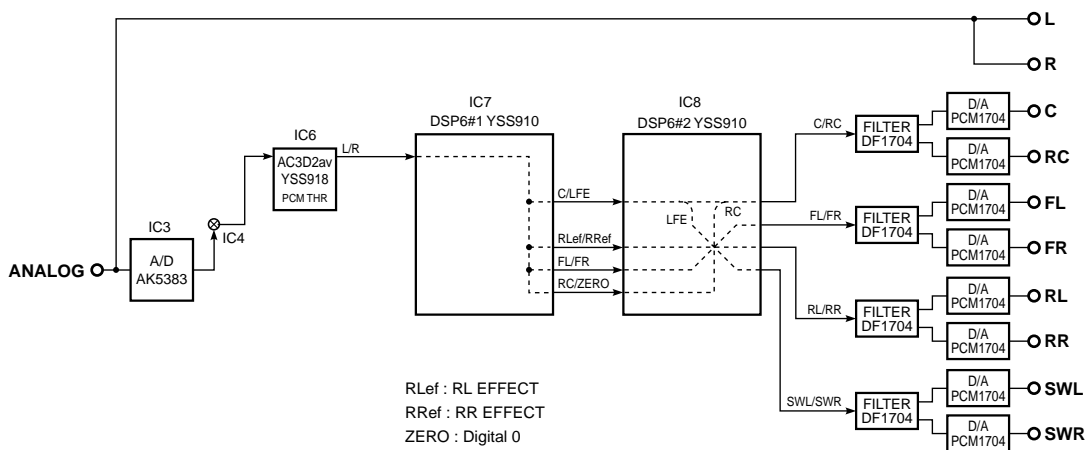 L
R
IC7
DSP6#1 YSS910
IC8
DSP6#2 YSS910
IC6
AC3D2av
YSS918
PCM THR
L/R
IC3
A/D
AK5383
IC4
ANALOG
C/LFE
RLef/RRef
FL/FR
RC/ZERO
LFE
RC
C/RC
FILTER
DF1704
D/A
PCM1704
C
D/A
PCM1704
RC
FL/FR
FILTER
DF1704
D/A
PCM1704
FL
D/A
PCM1704
FR
RL/RR
FILTER
DF1704
D/A
PCM1704
RL
D/A
PCM1704
RR
SWL/SWR
FILTER
DF1704
D/A
PCM1704
SWL
D/A
PCM1704
SWR
RLef : RL EFFECT
RRef : RR EFFECT
ZERO : Digital 0